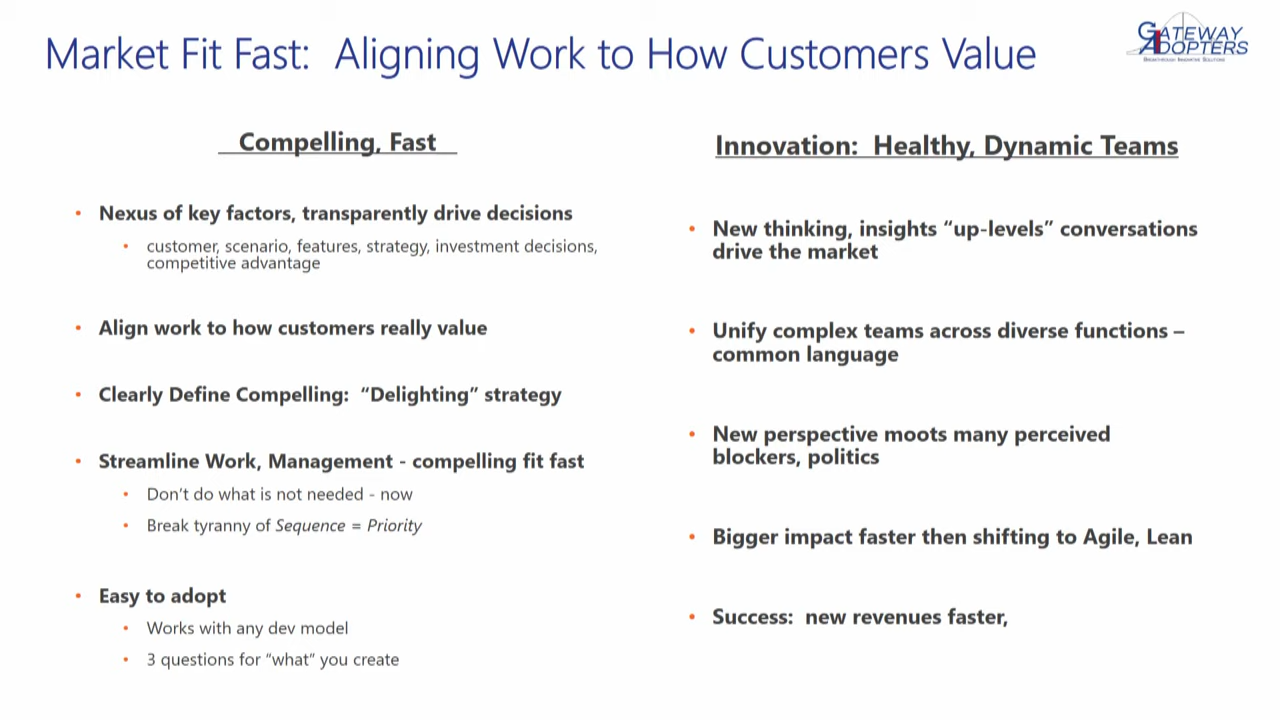 Market Fit Fast:  Aligning Work to How Customers Value
GATEWAY
ADOPTERS
BREAKTHROUGH INNOVATIVE SOLUTIONS
Compelling, Fast
• Nexus of key factors, transparently drive decisions
• customer, scenario, features, strategy, investment decisions,
competitive advantage
• Align work to how customers really value
• Clearly Define Compelling:  “Delighting” strategy
• Streamline Work, Management - compelling fit fast
• Don’t do what is not needed - now
• Break tyranny of Sequence = Priority
• Easy to adopt
• Works with any dev model
• 3 questions for “what” you create
Innovation:  Healthy, Dynamic Teams
• New thinking, insights “up-levels” conversations
drive the market
• Unify complex teams across diverse functions –
common language
• New perspective moots many perceived
blockers, politics
• Bigger impact faster then shifting to Agile, Lean
• Success:  new revenues faster,